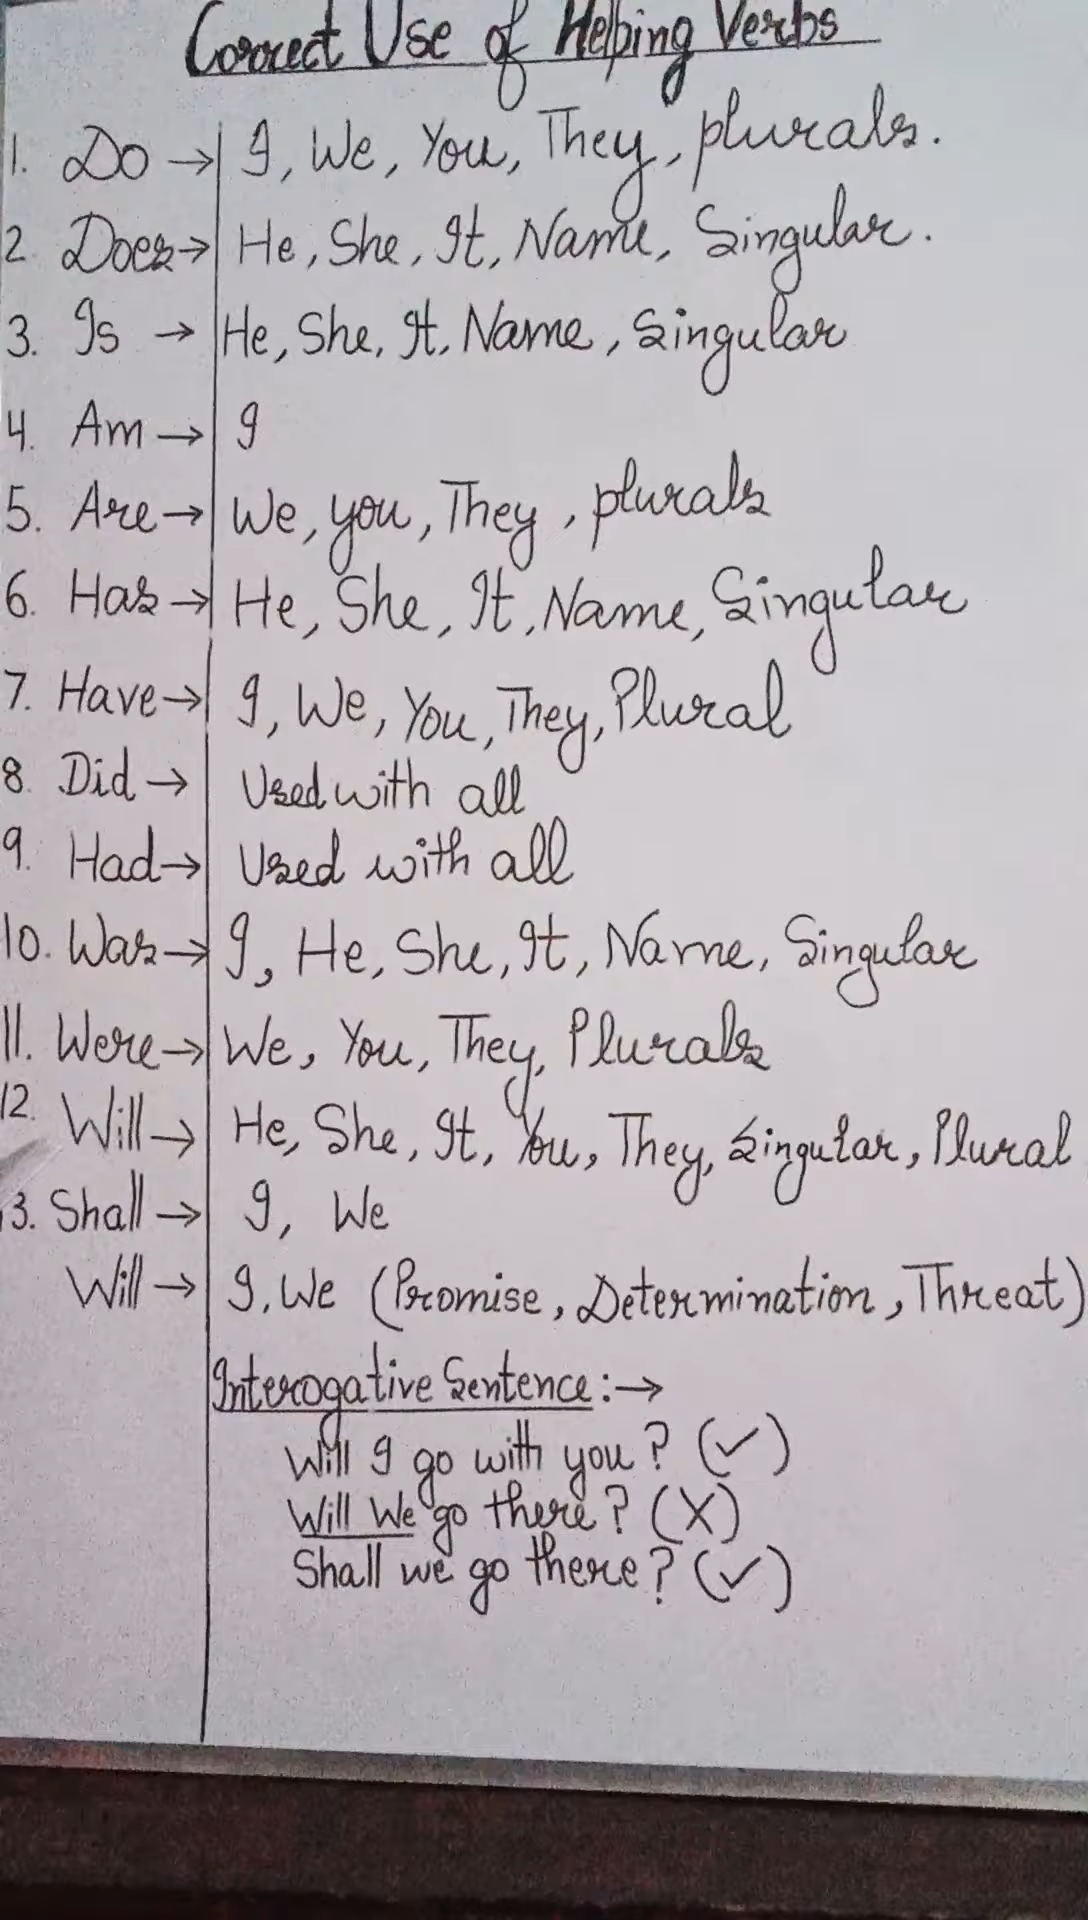 Correct Use of Helping Verbs
1. Do → I, We, You, They, plurals.
2. Does → He, She, It, Name, Singular.
3. Is → He, She, It, Name, Singular
4. Am → I
5. Are → We, you, They, plurals
6. Has → He, She, It, Name, Singular
7. Have → I, We, You, They, Plural
8. Did → Used with all
9. Had → Used with all
10. Was → I, He, She, It, Name, Singular
11. Were → We, You, They, Plurals
12. Will → He, She, It, You, They, Singular, Plural
3. Shall → I, We
Will → I, We (Promise, Determination, Threat)
Interogative Sentence :→
Will I go with you? (✓)
Will We go there? (X)
Shall we go there? (✓)